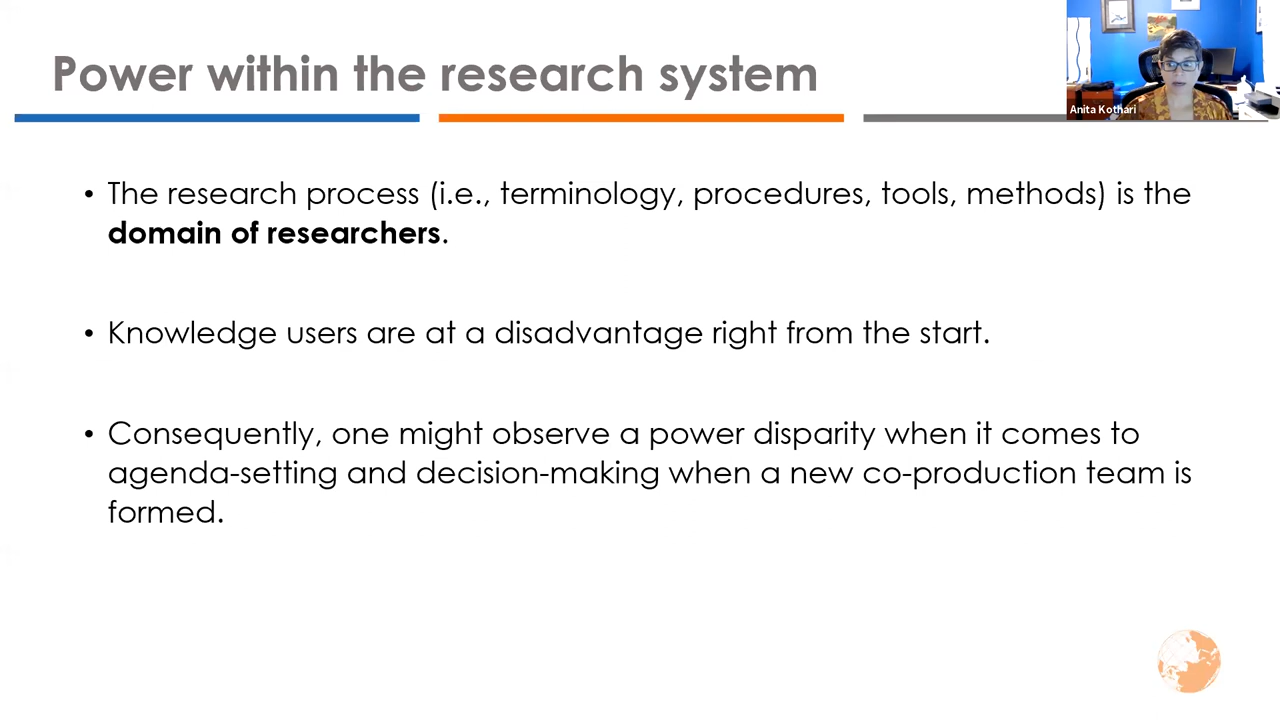 Power within the research system
Anita Kothari
• The research process (i.e., terminology, procedures, tools, methods) is the
domain of researchers.
• Knowledge users are at a disadvantage right from the start.
• Consequently, one might observe a power disparity when it comes to
agenda-setting and decision-making when a new co-production team is
formed.